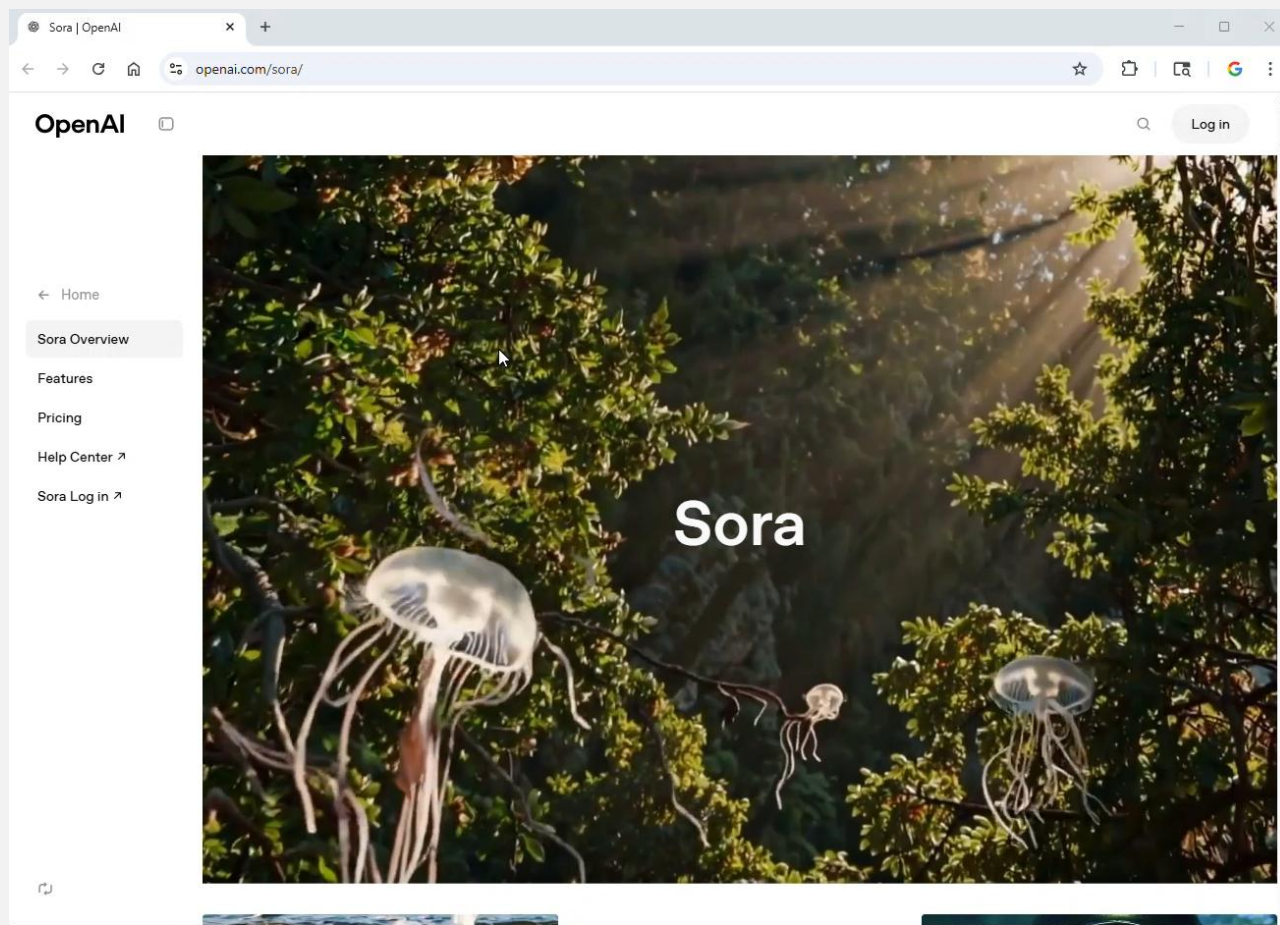 Sora | OpenAI
openai.com/sora/
OpenAI
Log in
Home
Sora Overview
Features
Pricing
Help Center
Sora Log in
Sora